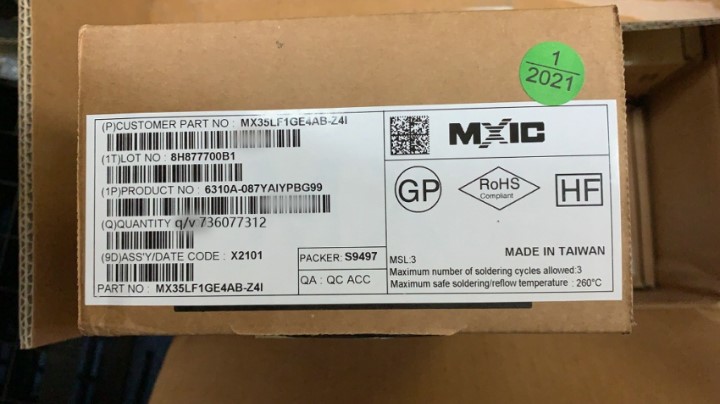 1
2021
(P)CUSTOMER PART NO : MX35LF1GE4AB-Z4I
(1T)LOT NO : 8H877700B1
(1P)PRODUCT NO : 6310A-087YAIYPBG99
(Q)QUANTITY q/v 736077312
(9D)ASS'Y/DATE CODE : X2101
PART NO : MX35LF1GE4AB-Z4I
PACKER: S9497
QA : QC ACC
MXIC
GP
RoHS
Compliant
HF
MADE IN TAIWAN
MSL:3
Maximum number of soldering cycles allowed:3
Maximum safe soldering/reflow temperature : 260°C